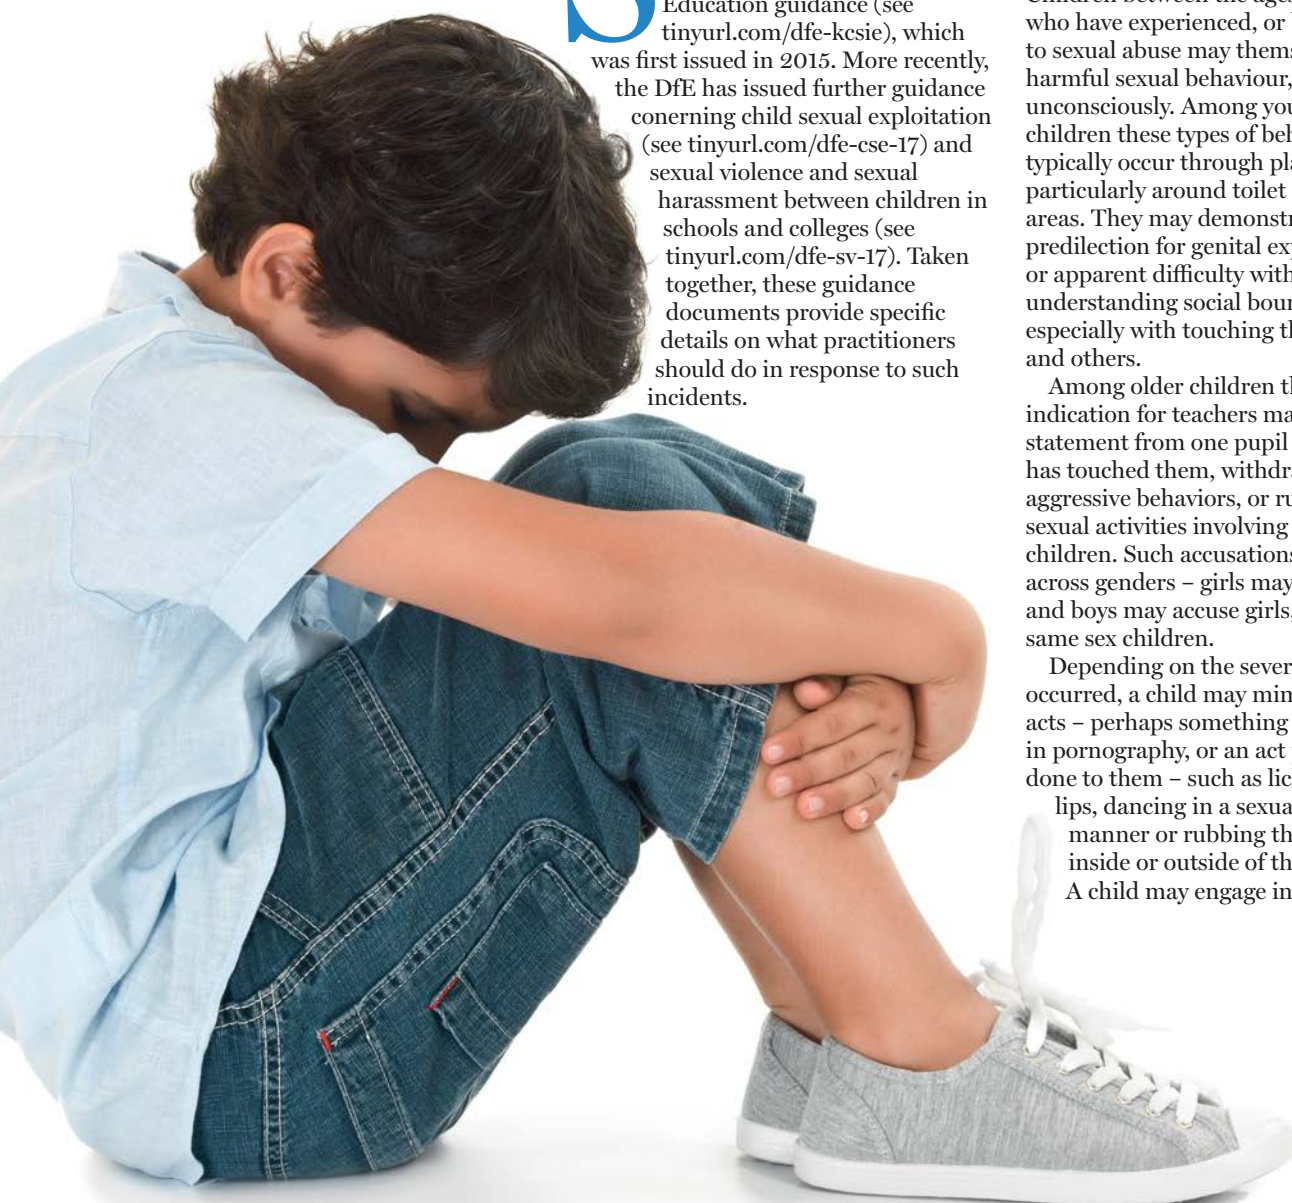 S
Education guidance (see
tinyurl.com/dfe-kcsie), which
was first issued in 2015. More recently,
the DfE has issued further guidance
conerning child sexual exploitation
(see tinyurl.com/dfe-cse-17) and
sexual violence and sexual
harassment between children in
schools and colleges (see
tinyurl.com/dfe-sv-17). Taken
together, these guidance
documents provide specific
details on what practitioners
should do in response to such
incidents.
Children between the ages
who have experienced, or
to sexual abuse may
harmful sexual behaviour,
unconsciously. Among
children these types of
typically occur through
particularly around toilet
areas. They may
predilection for genital
or apparent difficulty with
understanding social
especially with touching
and others.
Among older children
indication for teachers
statement from one pupil
has touched them,
aggressive behaviors, or
sexual activities involving
children. Such accusations
across genders – girls may
and boys may accuse girls,
same sex children.
Depending on the
occurred, a child may
acts – perhaps something
in pornography, or an act
done to them – such as
lips, dancing in a
manner or rubbing
inside or outside of
A child may engage in